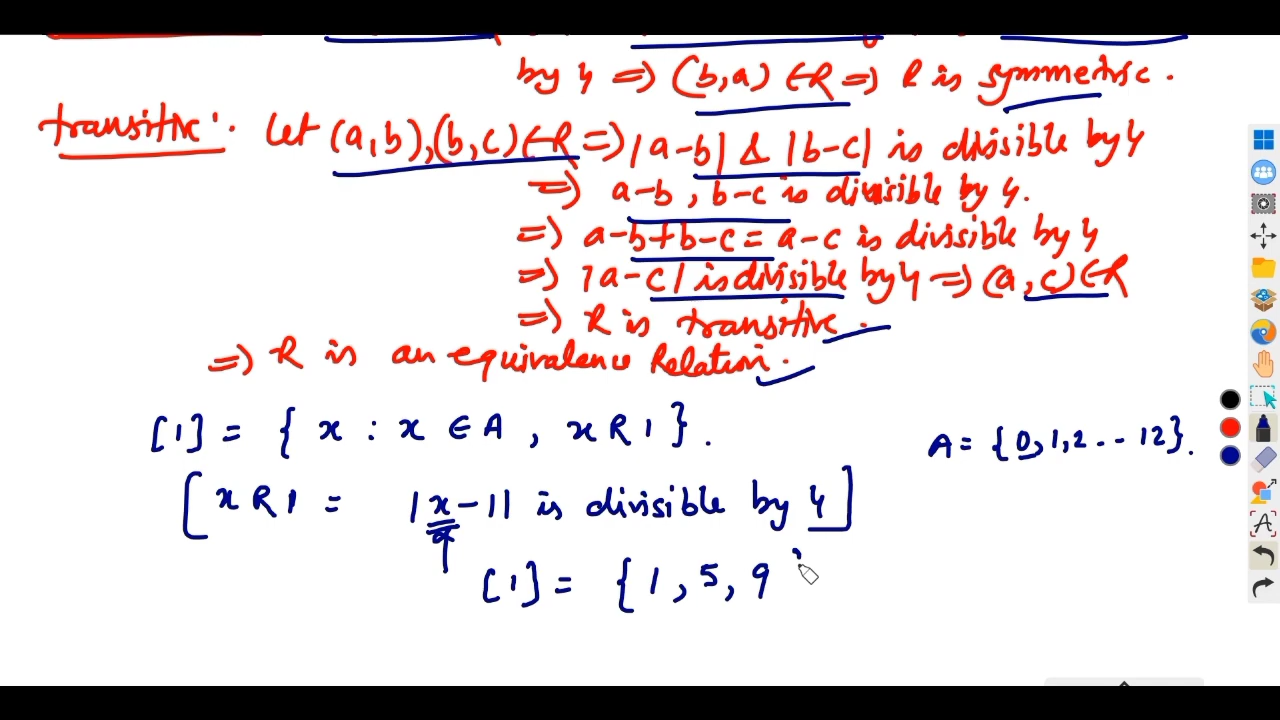 by 4 => (b,a) ∈ R => R is symmetric.
transitive: Let (a,b),(b,c) ∈ R => |a-b| & |b-c| is divisible by 4
=> a-b, b-c is divisible by 4.
=> a-b+b-c = a-c is divisible by 4
=> |a-c| is divisible by 4 => (a,c) ∈ R
=> R is transitive.
=> R is an equivalence Relation.
[1] = { x : x ∈ A, x R 1 }.
A = {0,1,2 . - - 12}.
[ x R 1 = |x-1| is divisible by 4 ]
[1] = { 1, 5, 9